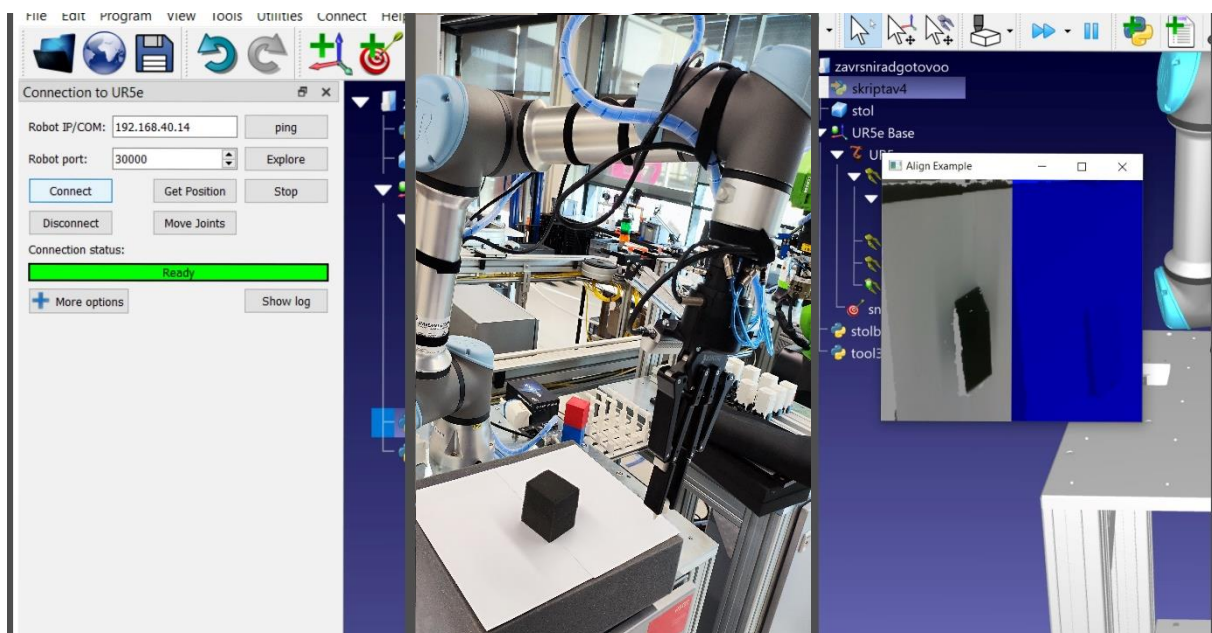 File Edit Program View Tools Utilities Connect Help
Connection to UR5e
Robot IP/COM: 192.168.40.14 ping
Robot port: 30000 Explore
Connect Get Position Stop
Disconnect Move Joints
Connection status:
Ready
More options Show log
zavrsniradgotovoo
skriptav4
stol
UR5e Base
Align Example